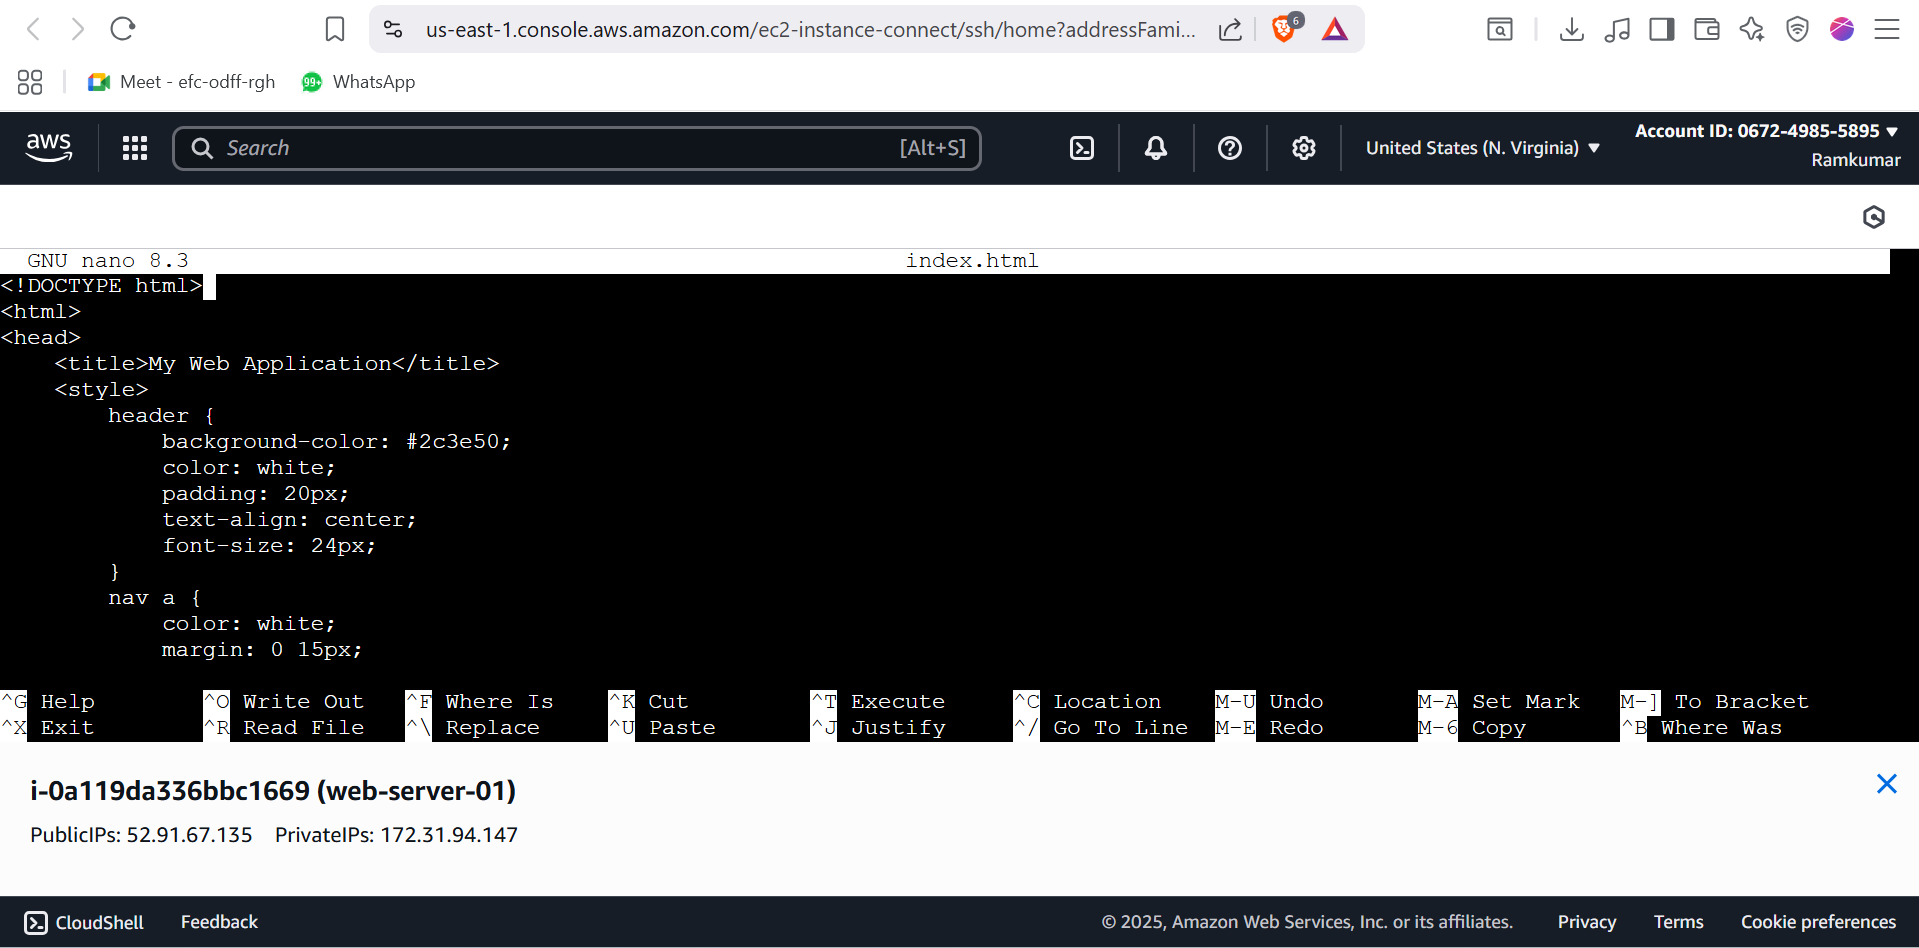 us-east-1.console.aws.amazon.com/ec2-instance-connect/ssh/home?addressFami...
6
Meet - efc-odff-rgh
99+
WhatsApp
aws
Search
[Alt+S]
United States (N. Virginia)
Account ID: 0672-4985-5895
Ramkumar
GNU nano 8.3 index.html
<!DOCTYPE html>
<html>
<head>
    <title>My Web Application</title>
    <style>
        header {
            background-color: #2c3e50;
            color: white;
            padding: 20px;
            text-align: center;
            font-size: 24px;
        }
        nav a {
            color: white;
            margin: 0 15px;
^G Help ^O Write Out ^F Where Is ^K Cut ^T Execute ^C Location M-U Undo M-A Set Mark M-] To Bracket
^X Exit ^R Read File ^\ Replace ^U Paste ^J Justify ^/ Go To Line M-E Redo M-6 Copy ^B Where Was
i-0a119da336bbc1669 (web-server-01)
PublicIPs: 52.91.67.135 PrivateIPs: 172.31.94.147
CloudShell Feedback © 2025, Amazon Web Services, Inc. or its affiliates. Privacy Terms Cookie preferences